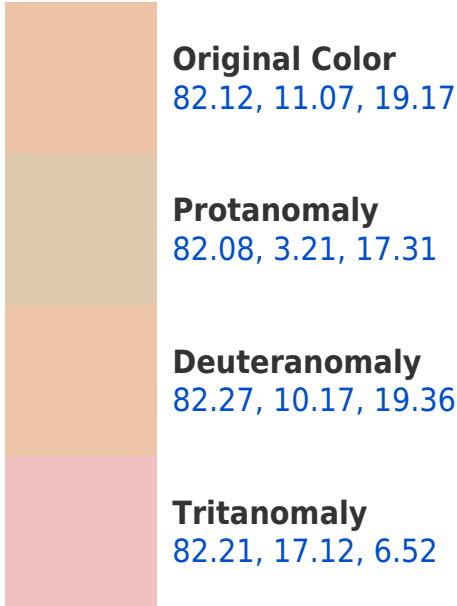 Original Color
82.12, 11.07, 19.17
Protanomaly
82.08, 3.21, 17.31
Deuteranomaly
82.27, 10.17, 19.36
Tritanomaly
82.21, 17.12, 6.52